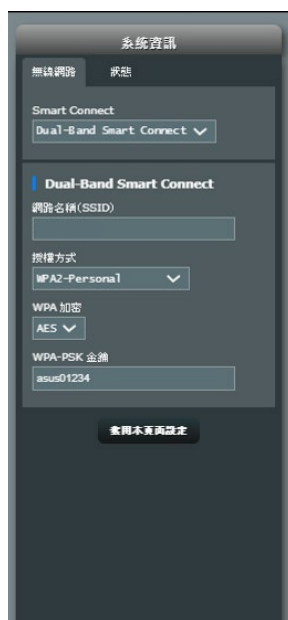 系統資訊
無線網路 狀態
Smart Connect
Dual-Band Smart Connect
Dual-Band Smart Connect
網路名稱(SSID)
授權方式
WPA2-Personal
WPA 加密
AES
WPA-PSK 金鑰
asus01234
套用本頁面設定